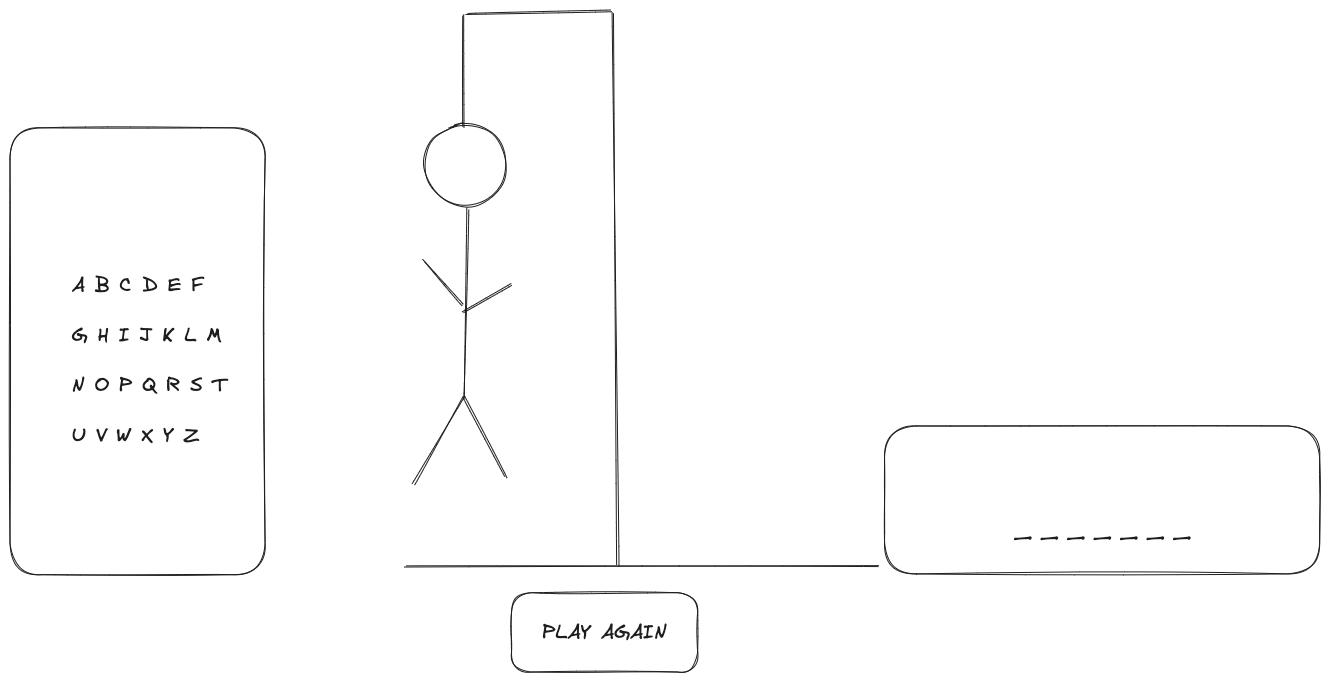 A B C D E F
G H I J K L M
N O P Q R S T
U V W X Y Z
_ _ _ _ _ _ _
PLAY AGAIN